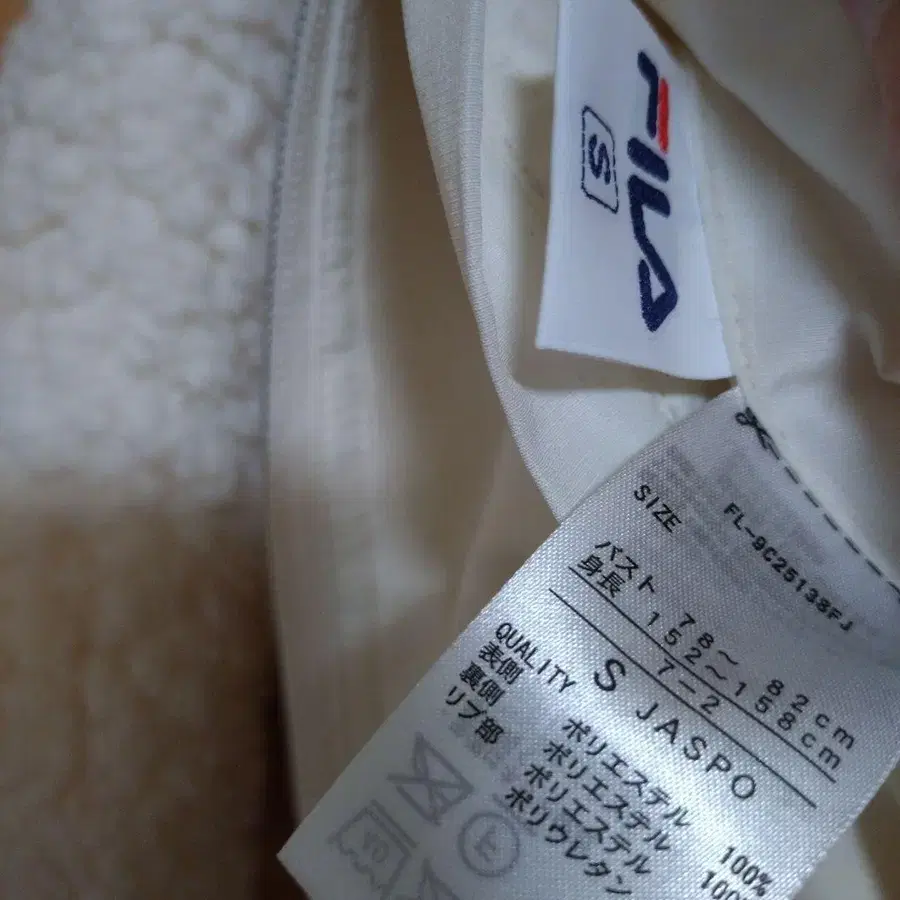 FILA
S
FL-9C25138FJ
SIZE
バスト 78～82cm
身長 152～158cm
7-2
S JASPO
QUALITY
表側 ポリエステル 100%
裏側 ポリエステル 100%
リブ部 ポリエステル
ポリウレタン